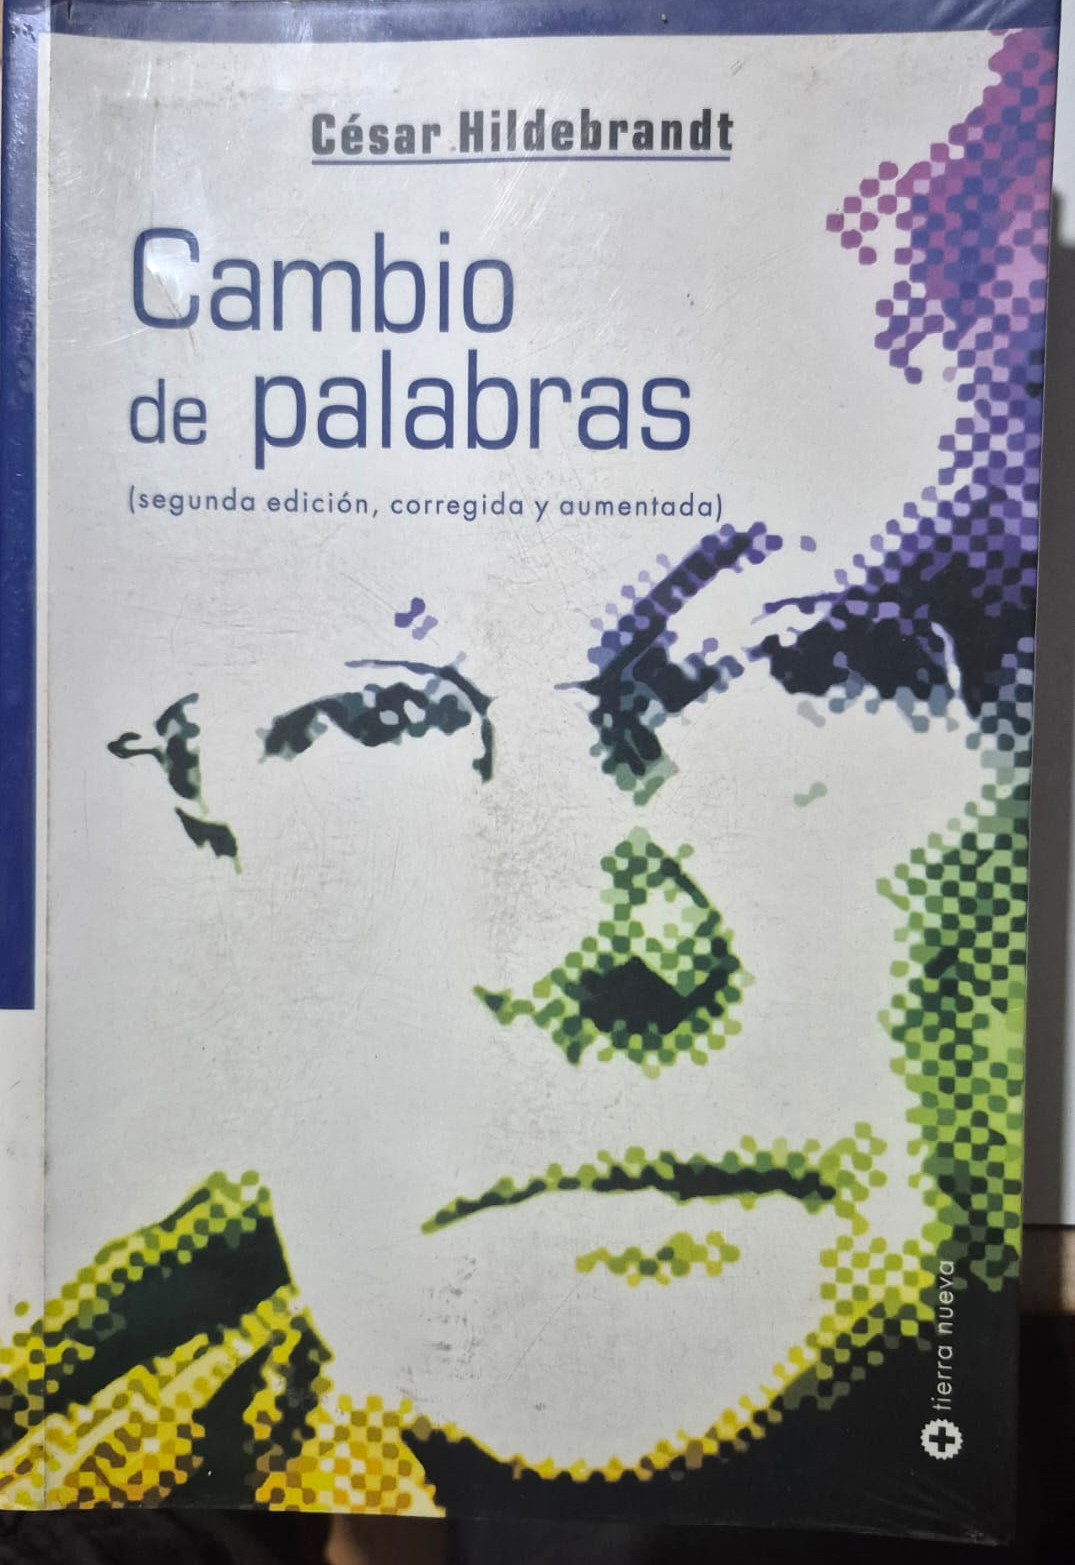 César Hildebrandt
Cambio
de palabras
(segunda edición, corregida y aumentada)
tierra nueva